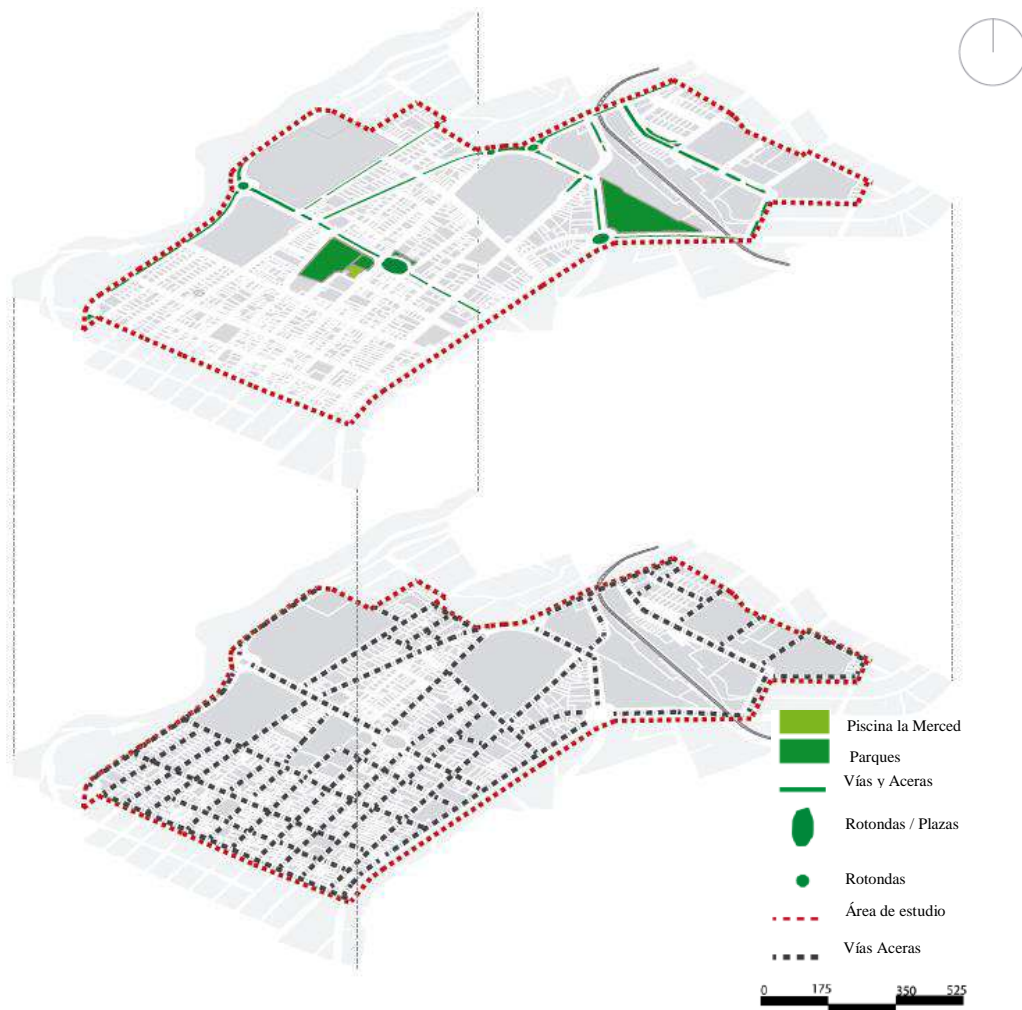 Piscina la Merced
Parques
Vías y Aceras
Rotondas / Plazas
Rotondas
Área de estudio
Vías Aceras
0 175 350 525